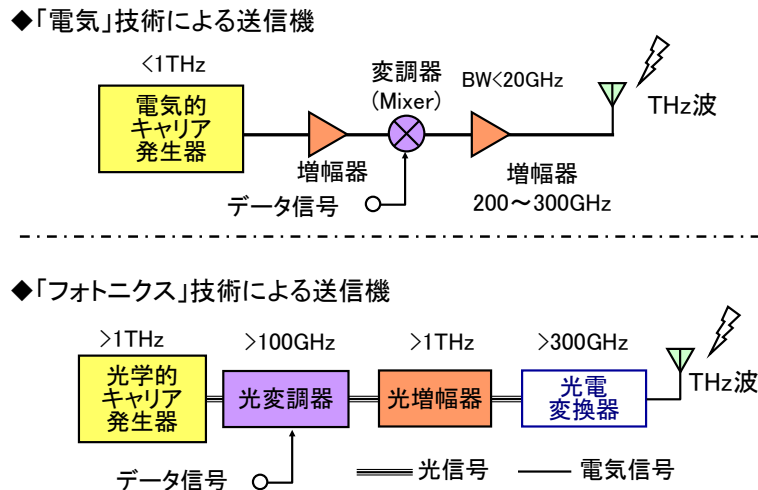 ◆「電気」技術による送信機
<1THz
電気的
キャリア
発生器
増幅器
変調器
(Mixer)
BW<20GHz
増幅器
200～300GHz
THz波
データ信号
◆「フォトニクス」技術による送信機
>1THz
>100GHz
>1THz
>300GHz
光学的
キャリア
発生器
光変調器
光増幅器
光電
変換器
THz波
データ信号
光信号
電気信号